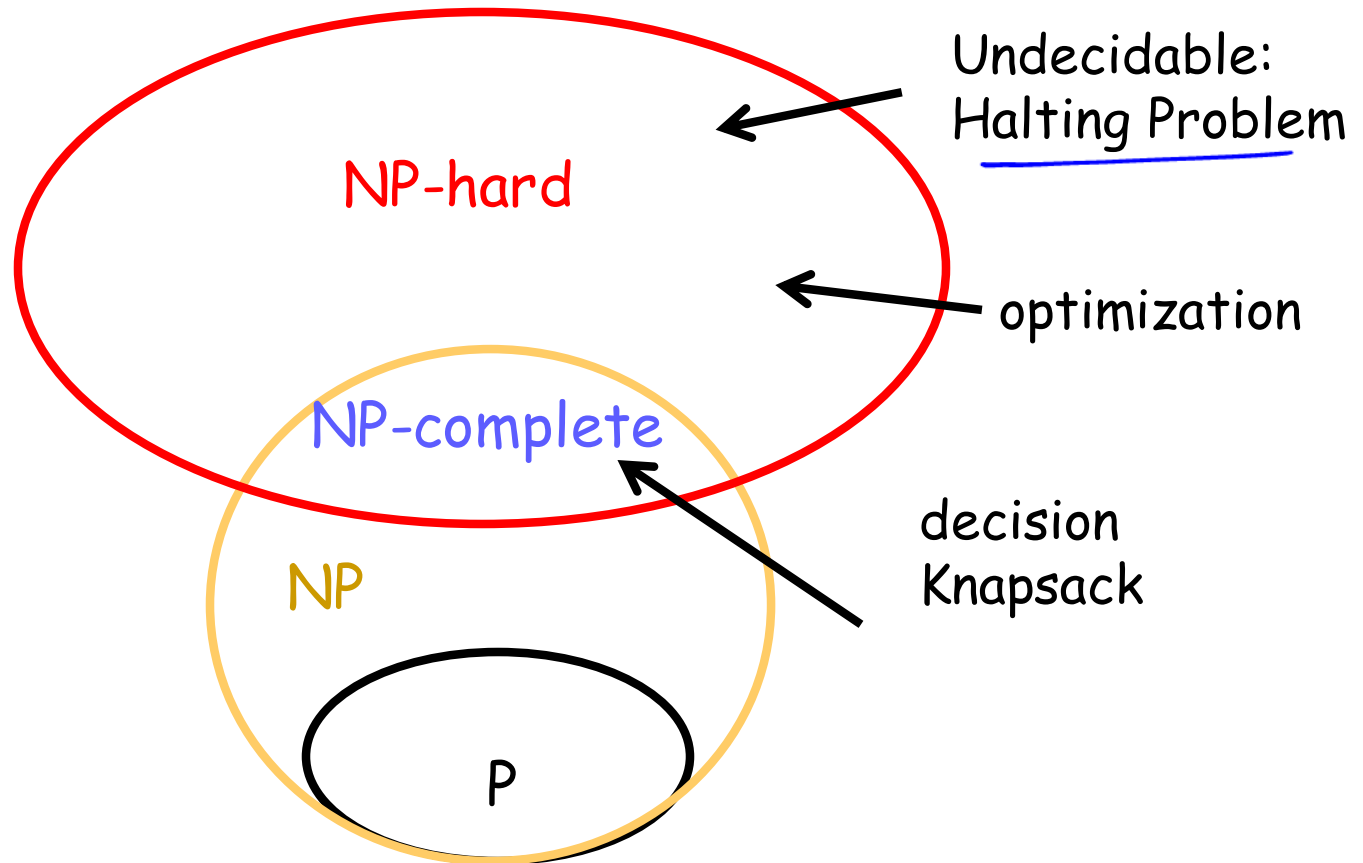 Undecidable:
Halting Problem
NP-hard
optimization
NP-complete
decision
Knapsack
NP
P